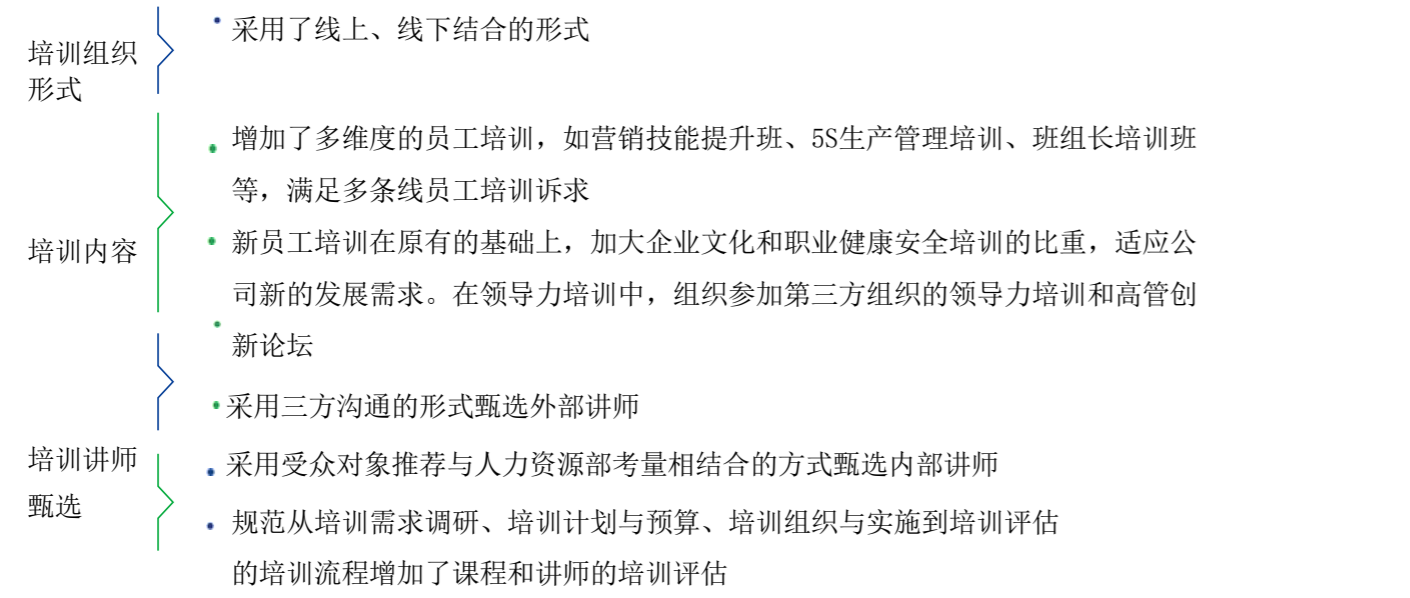 培训组织
形式
采用了线上、线下结合的形式
培训内容
增加了多维度的员工培训，如营销技能提升班、5S生产管理培训、班组长培训班
等，满足多条线员工培训诉求
新员工培训在原有的基础上，加大企业文化和职业健康安全培训的比重，适应公
司新的发展需求。在领导力培训中，组织参加第三方组织的领导力培训和高管创
新论坛
培训讲师
甄选
采用三方沟通的形式甄选外部讲师
采用受众对象推荐与人力资源部考量相结合的方式甄选内部讲师
规范从培训需求调研、培训计划与预算、培训组织与实施到培训评估
的培训流程增加了课程和讲师的培训评估